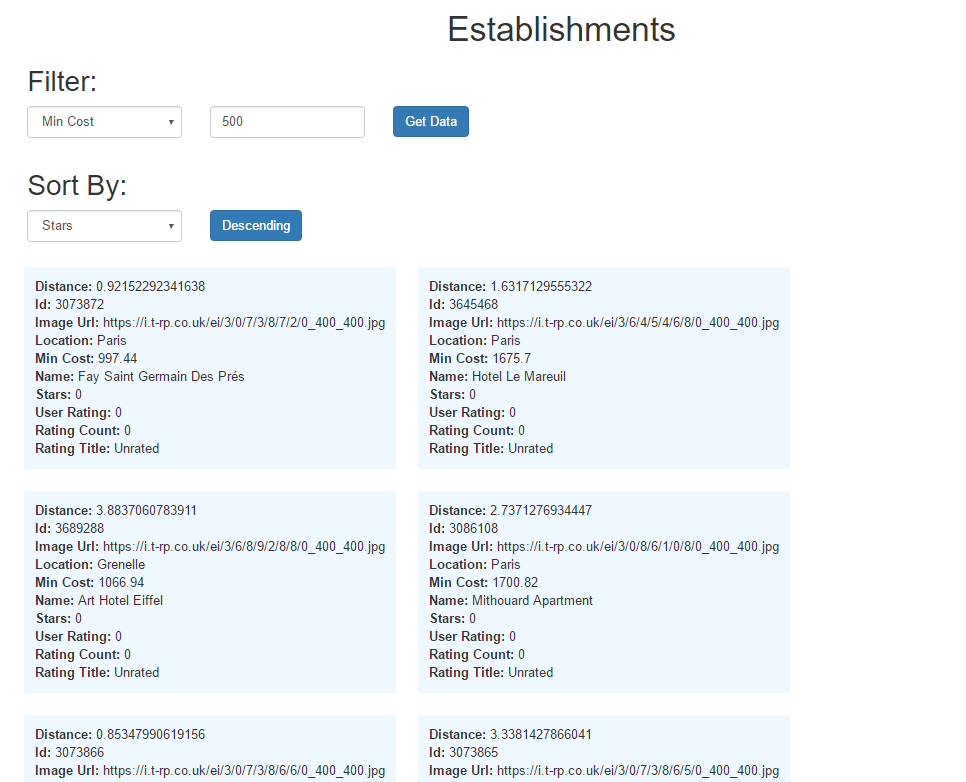 Establishments
Filter:
Min Cost
500
Get Data
Sort By:
Stars
Descending
Distance: 0.92152292341638
Id: 3073872
Image Url: https://i.t-rp.co.uk/ei/3/0/7/3/8/7/2/0_400_400.jpg
Location: Paris
Min Cost: 997.44
Name: Fay Saint Germain Des Prés
Stars: 0
User Rating: 0
Rating Count: 0
Rating Title: Unrated
Distance: 1.6317129555322
Id: 3645468
Image Url: https://i.t-rp.co.uk/ei/3/6/4/5/4/6/8/0_400_400.jpg
Location: Paris
Min Cost: 1675.7
Name: Hotel Le Mareuil
Stars: 0
User Rating: 0
Rating Count: 0
Rating Title: Unrated
Distance: 3.8837060783911
Id: 3689288
Image Url: https://i.t-rp.co.uk/ei/3/6/8/9/2/8/8/0_400_400.jpg
Location: Grenelle
Min Cost: 1066.94
Name: Art Hotel Eiffel
Stars: 0
User Rating: 0
Rating Count: 0
Rating Title: Unrated
Distance: 2.7371276934447
Id: 3086108
Image Url: https://i.t-rp.co.uk/ei/3/0/8/6/1/0/8/0_400_400.jpg
Location: Paris
Min Cost: 1700.82
Name: Mithouard Apartment
Stars: 0
User Rating: 0
Rating Count: 0
Rating Title: Unrated
Distance: 0.85347990619156
Id: 3073866
Image Url: https://i.t-rp.co.uk/ei/3/0/7/3/8/6/6/0_400_400.jpg
Distance: 3.3381427866041
Id: 3073865
Image Url: https://i.t-rp.co.uk/ei/3/0/7/3/8/6/5/0_400_400.jpg